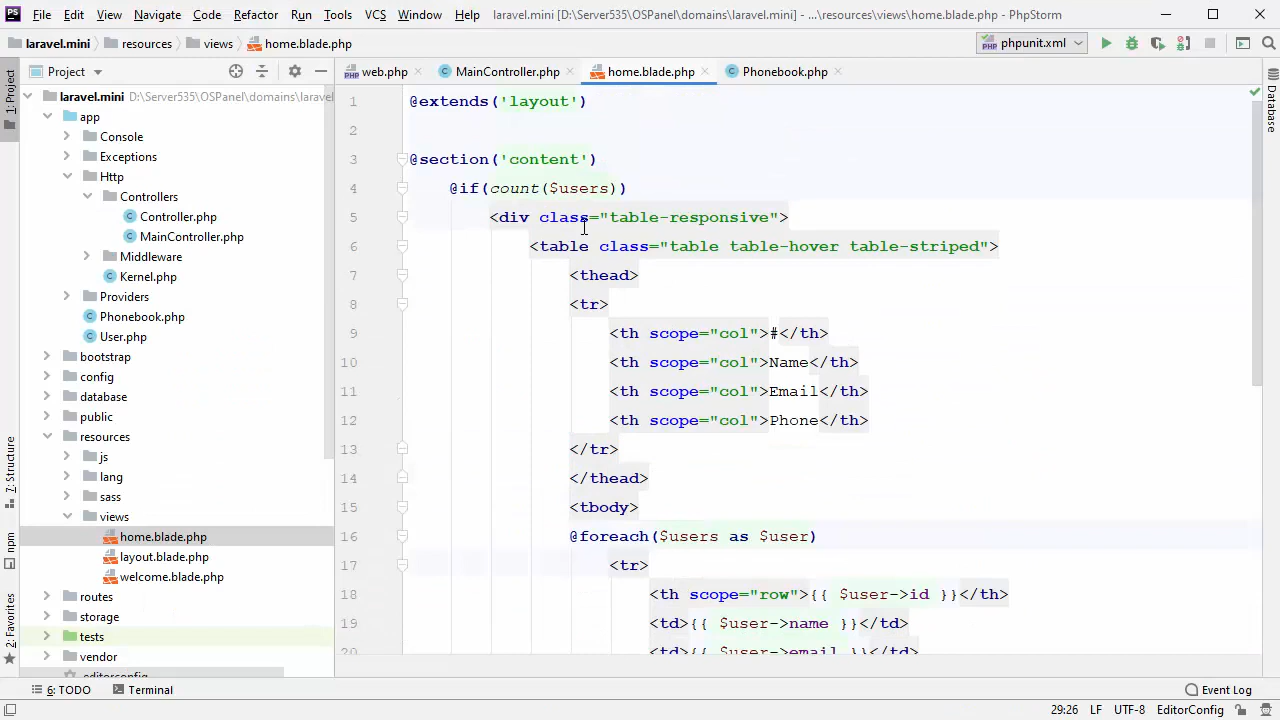 File Edit View Navigate Code Refactor Run Tools VCS Window Help laravel.mini [D:\Server535\OSPanel\domains\laravel.mini] - ...\resources\views\home.blade.php - PhpStorm
laravel.mini resources views home.blade.php phpunit.xml
Project web.php MainController.php home.blade.php Phonebook.php
1: Project
7: Structure
npm
2: Favorites
Database
laravel.mini D:\Server535\OSPanel\domains\laravel
app
Console
Exceptions
Http
Controllers
Controller.php
MainController.php
Middleware
Kernel.php
Providers
Phonebook.php
User.php
bootstrap
config
database
public
resources
js
lang
sass
views
home.blade.php
layout.blade.php
welcome.blade.php
routes
storage
tests
vendor
.editorconfig
1 @extends('layout')
2
3 @section('content')
4 @if(count($users))
5 <div class="table-responsive">
6 <table class="table table-hover table-striped">
7 <thead>
8 <tr>
9 <th scope="col">#</th>
10 <th scope="col">Name</th>
11 <th scope="col">Email</th>
12 <th scope="col">Phone</th>
13 </tr>
14 </thead>
15 <tbody>
16 @foreach($users as $user)
17 <tr>
18 <th scope="row">{{ $user->id }}</th>
19 <td>{{ $user->name }}</td>
20 <td>{{ $user->email }}</td>
6: TODO Terminal Event Log
29:26 LF UTF-8 EditorConfig